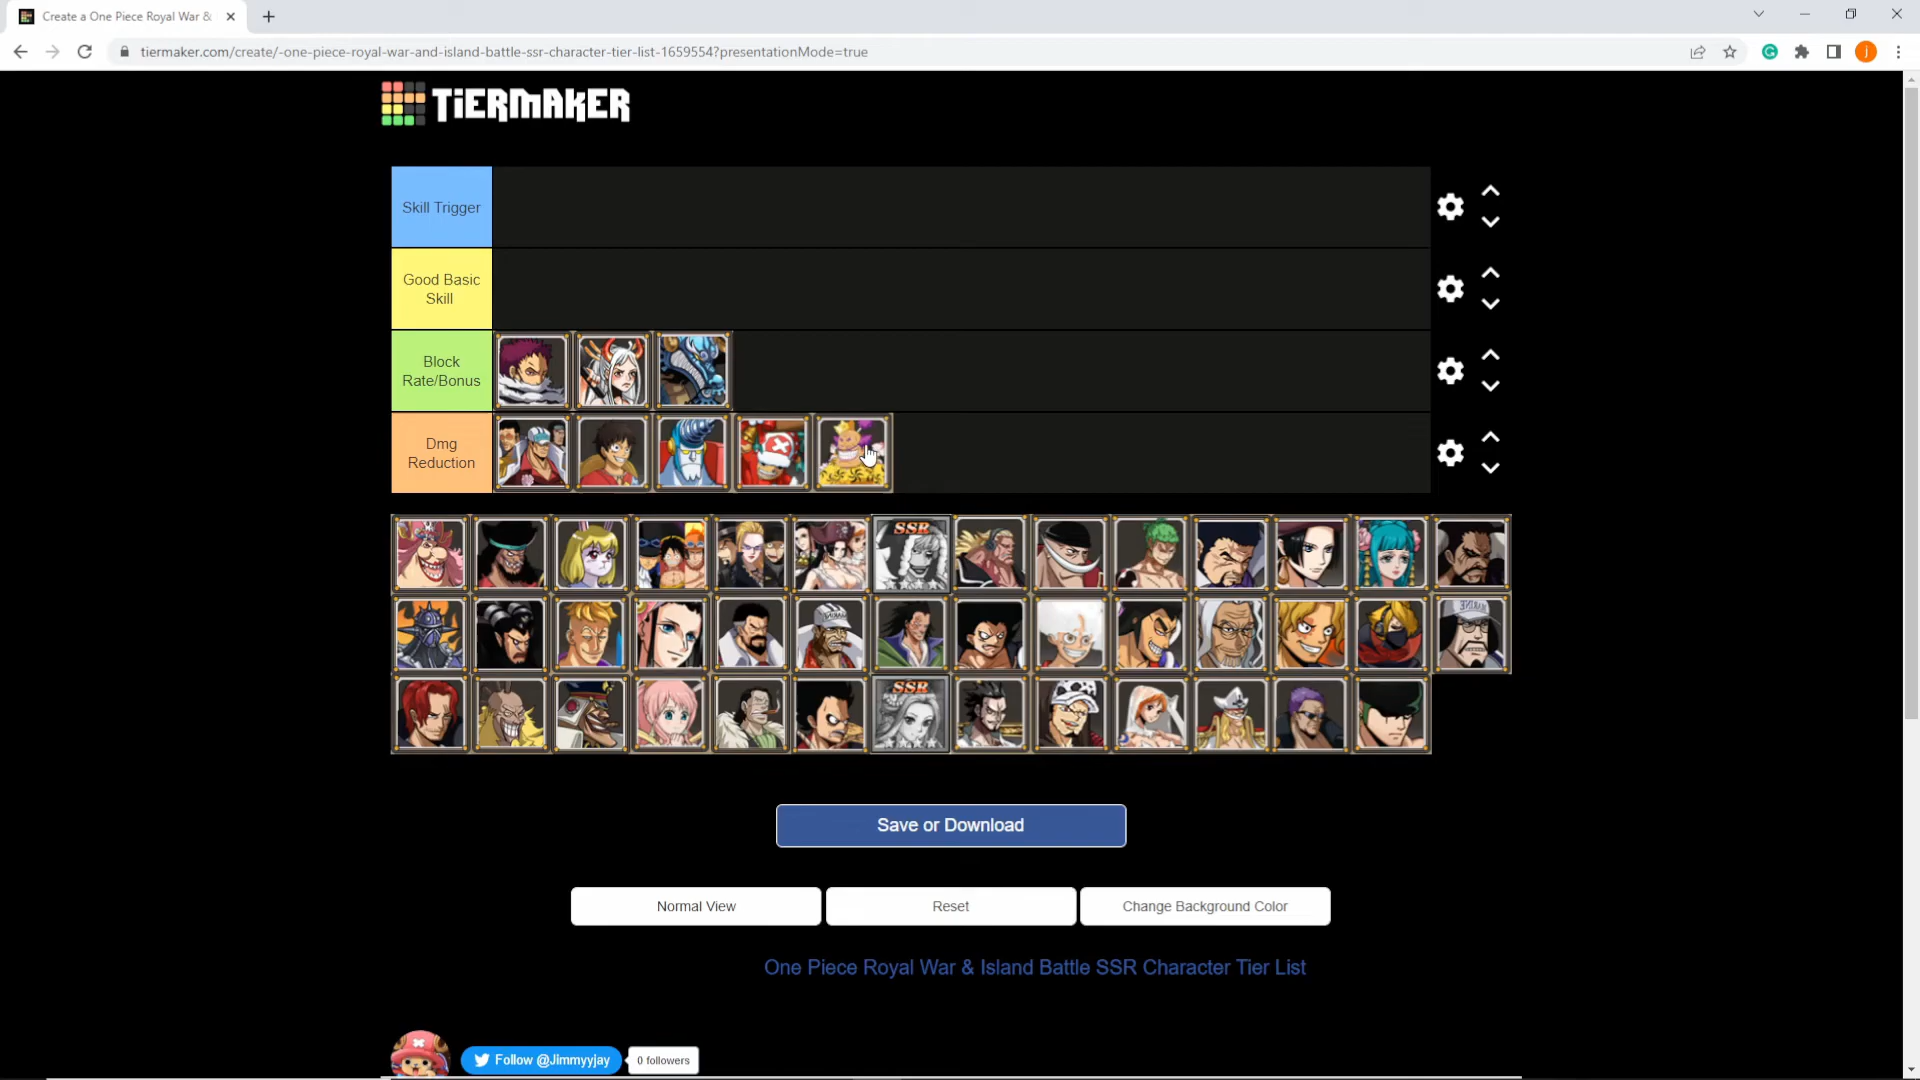 Create a One Piece Royal War &
tiermaker.com/create/-one-piece-royal-war-and-island-battle-ssr-character-tier-list-1659554?presentationMode=true
j
TiERMAKER
Skill Trigger
Good Basic
Skill
Block
Rate/Bonus
Dmg
Reduction
SSR
MARINE
SSR
Save or Download
Normal View
Reset
Change Background Color
One Piece Royal War & Island Battle SSR Character Tier List
Follow @Jimmyyjay
0 followers